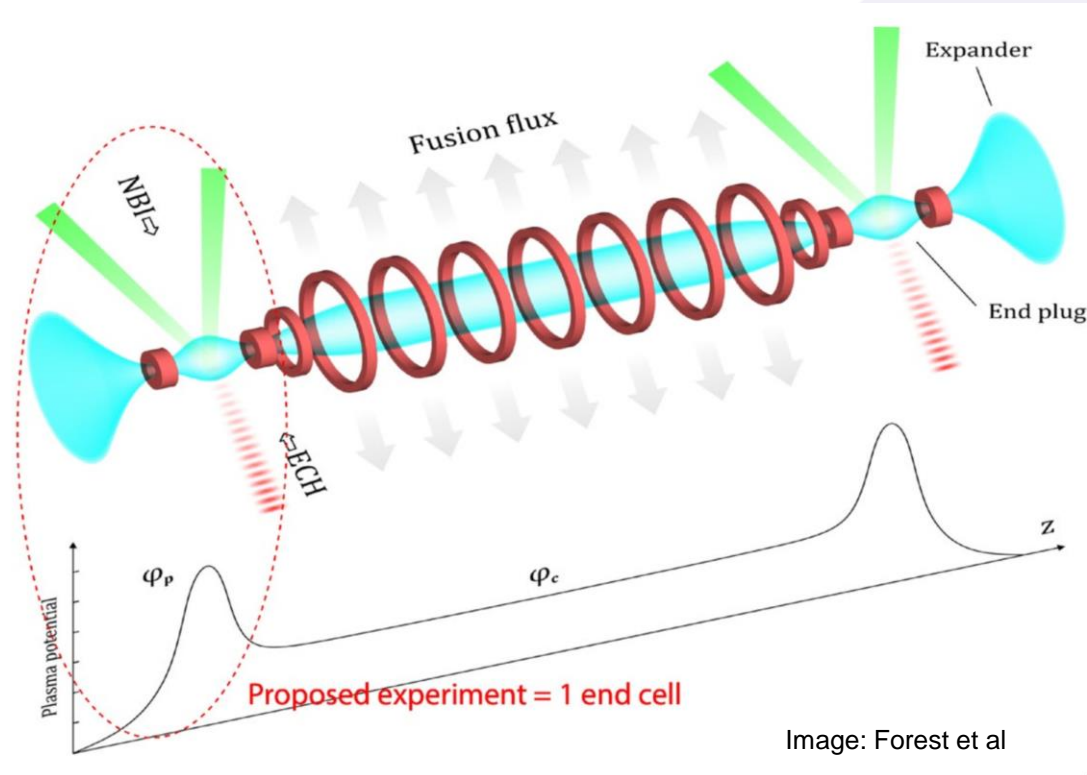 Expander
Fusion flux
NBI⇨
End plug
⇦ECH
z
φp
φc
Plasma potential
Proposed experiment = 1 end cell
Image: Forest et al